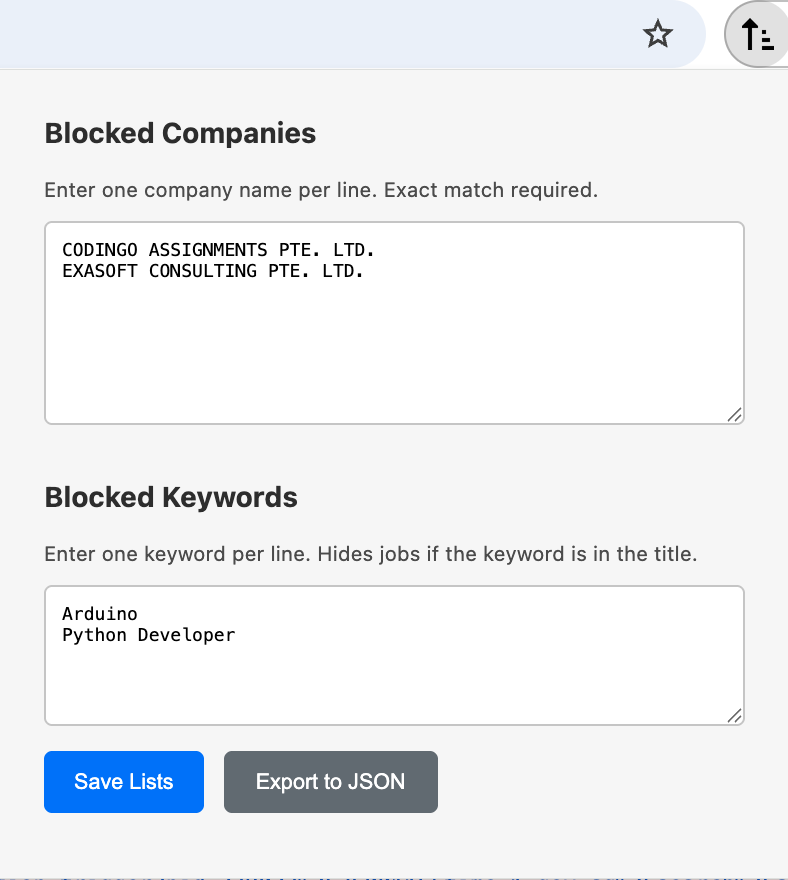 Blocked Companies
Enter one company name per line. Exact match required.
CODINGO ASSIGNMENTS PTE. LTD.
EXASOFT CONSULTING PTE. LTD.
Blocked Keywords
Enter one keyword per line. Hides jobs if the keyword is in the title.
Arduino
Python Developer
Save Lists
Export to JSON